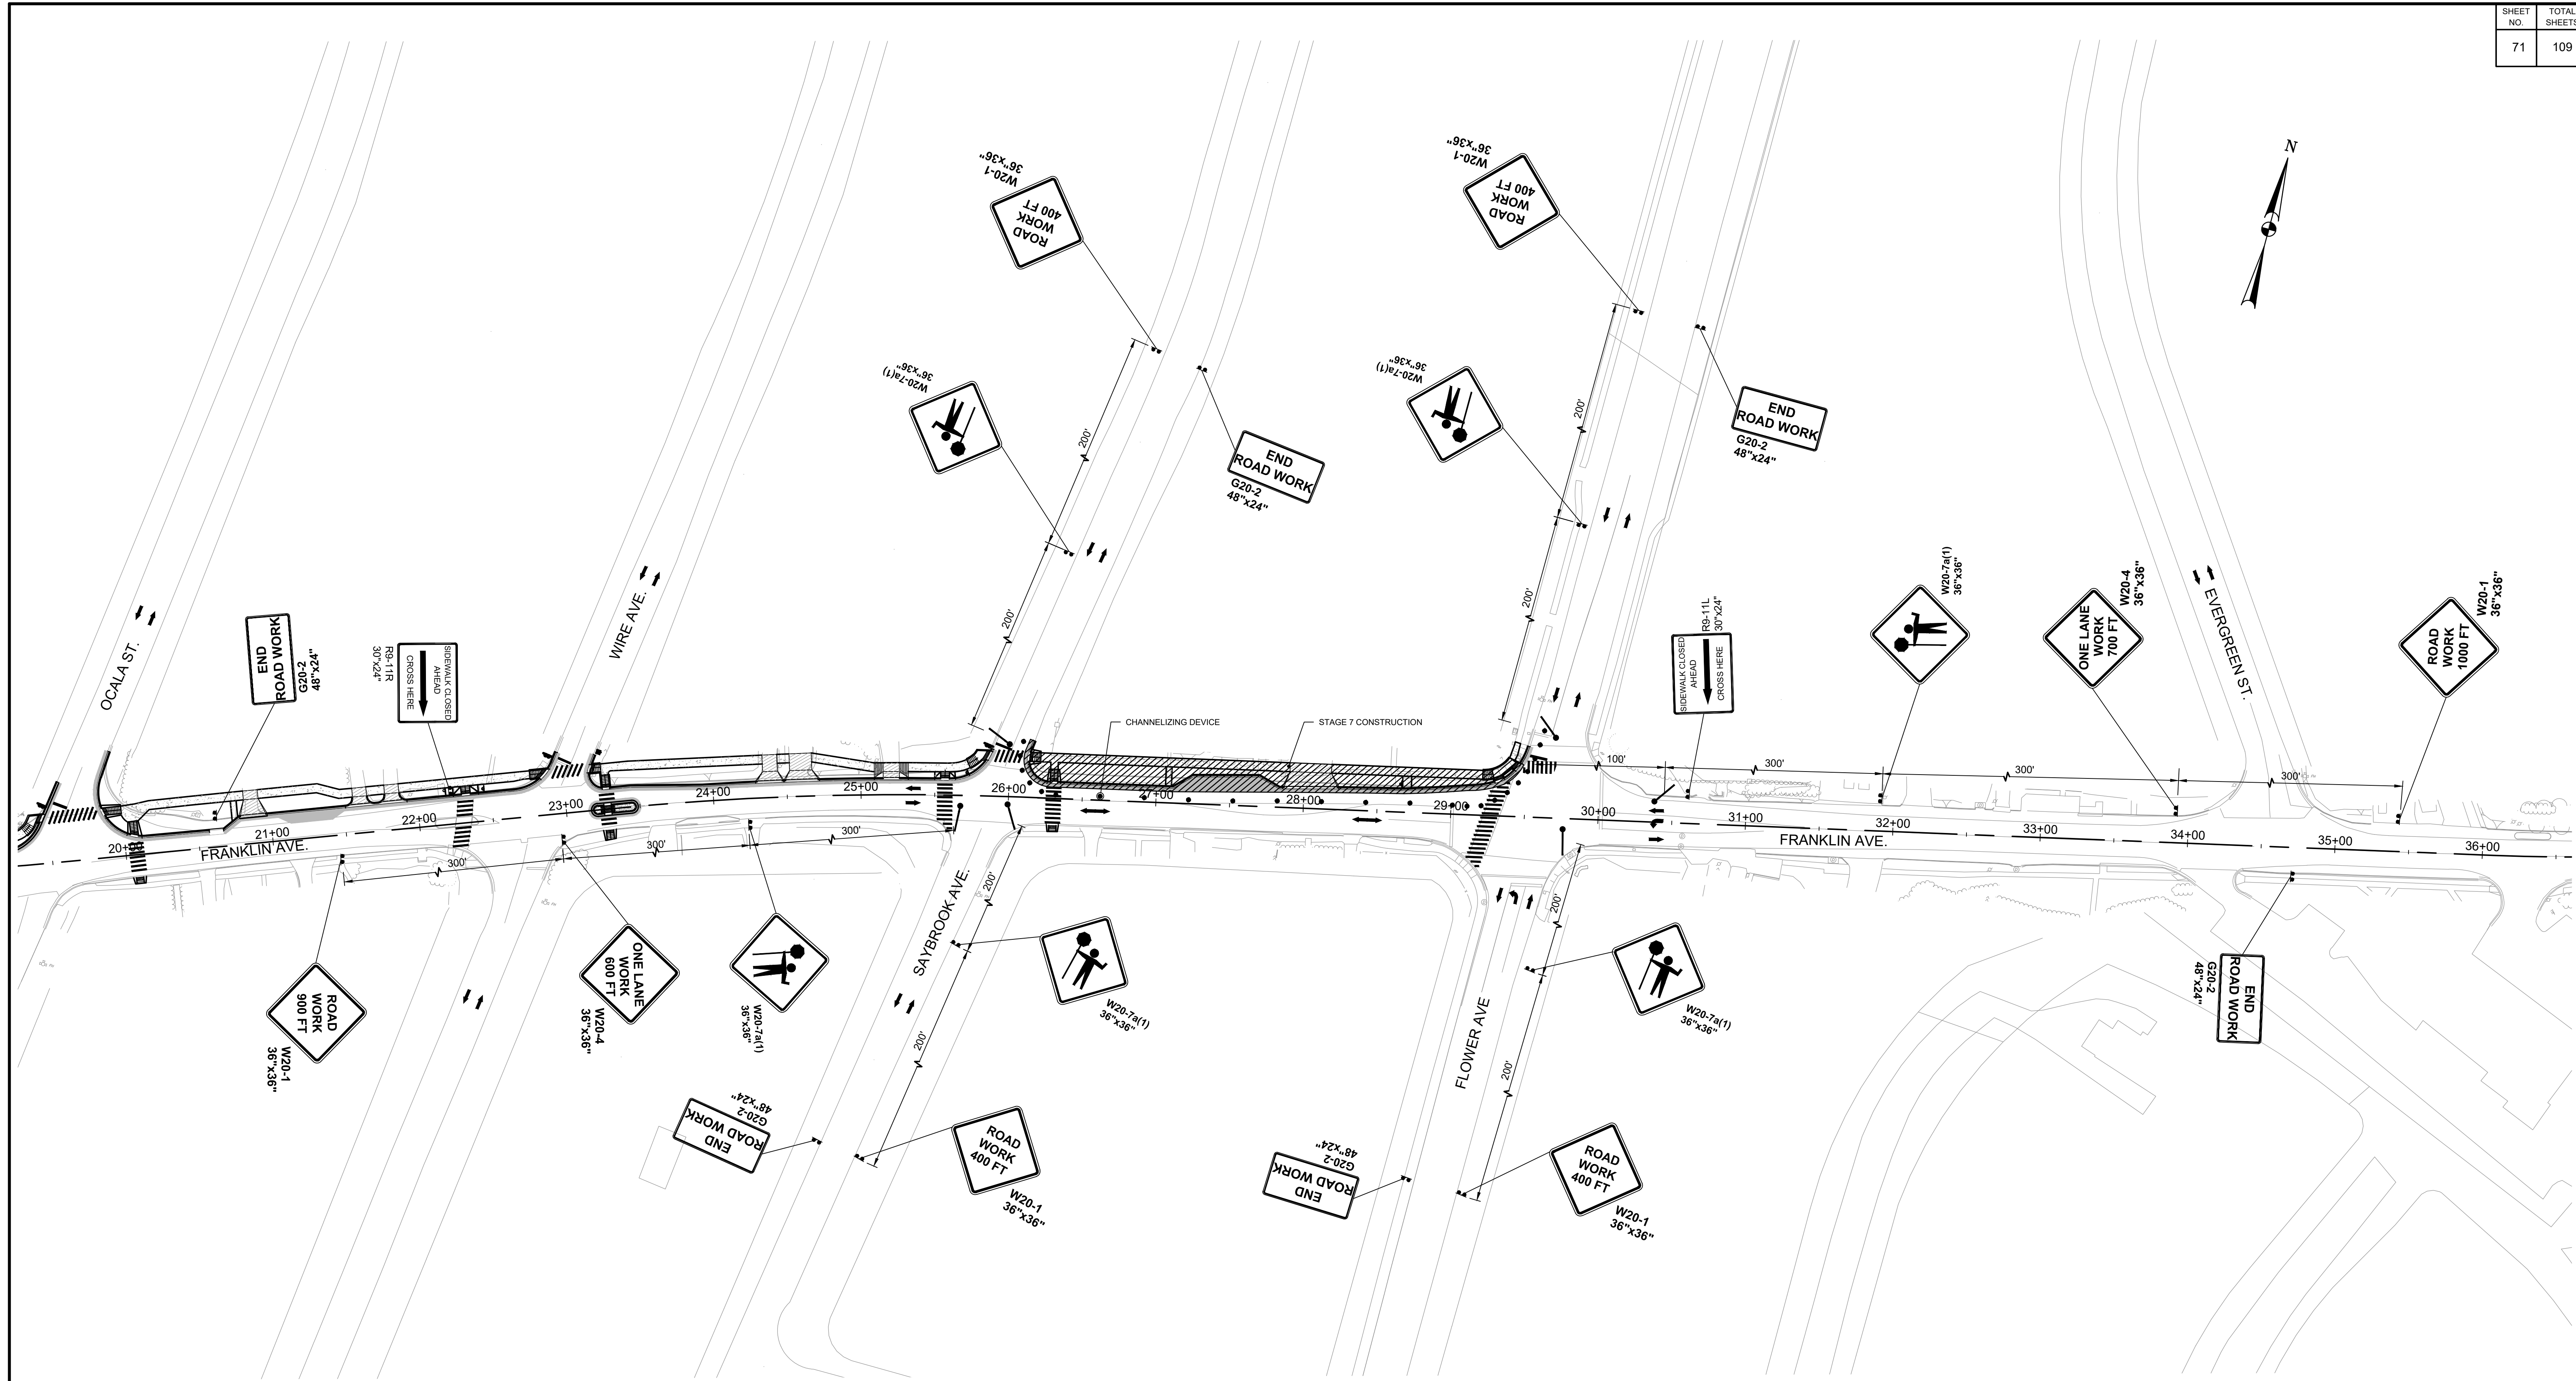 SHEET
NO.
TOTAL
SHEETS
71
109
N
W20-1
36"x36"
ROAD
WORK
400 FT
W20-1
36"x36"
ROAD
WORK
400 FT
W20-7a(1)
36"x36"
W20-7a(1)
36"x36"
END
ROAD WORK
G20-2
48"x24"
END
ROAD WORK
G20-2
48"x24"
200'
200'
200'
200'
OCALA ST.
WIRE AVE.
EVERGREEN ST.
END
ROAD WORK
G20-2
48"x24"
SIDEWALK CLOSED
AHEAD
CROSS HERE
R9-11R
30"x24"
SIDEWALK CLOSED
AHEAD
CROSS HERE
R9-11L
30"x24"
W20-7a(1)
36"x36"
ONE LANE
WORK
700 FT
W20-4
36"x36"
ROAD
WORK
1000 FT
W20-1
36"x36"
CHANNELIZING DEVICE
STAGE 7 CONSTRUCTION
100'
300'
300'
300'
20+00
21+00
22+00
23+00
24+00
25+00
26+00
27+00
28+00
29+00
30+00
31+00
32+00
33+00
34+00
35+00
36+00
FRANKLIN AVE.
FRANKLIN AVE.
300'
300'
300'
200'
200'
200'
200'
SAYBROOK AVE.
FLOWER AVE
ROAD
WORK
900 FT
W20-1
36"x36"
ONE LANE
WORK
600 FT
W20-4
36"x36"
W20-7a(1)
36"x36"
W20-7a(1)
36"x36"
W20-7a(1)
36"x36"
END
ROAD WORK
G20-2
48"x24"
END
ROAD WORK
G20-2
48"x24"
ROAD
WORK
400 FT
W20-1
36"x36"
END
ROAD WORK
G20-2
48"x24"
ROAD
WORK
400 FT
W20-1
36"x36"